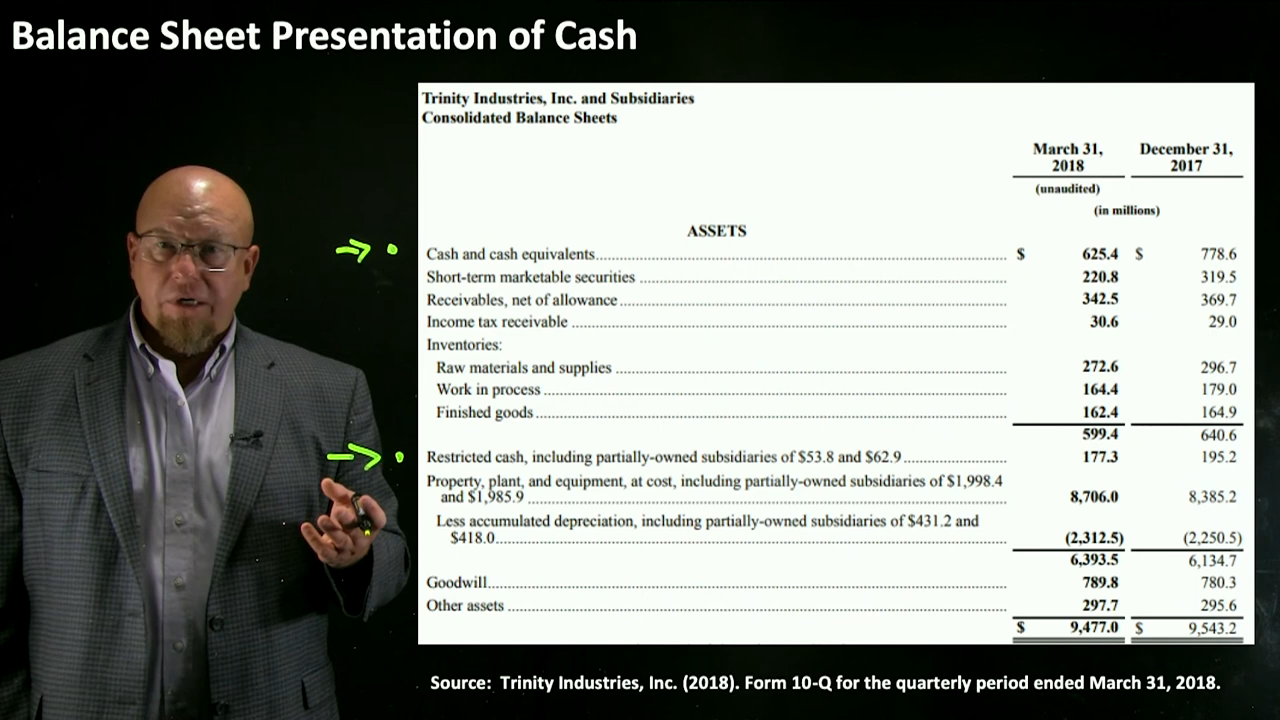 Balance Sheet Presentation of Cash
Trinity Industries, Inc. and Subsidiaries
Consolidated Balance Sheets
March 31, 2018 December 31, 2017
(unaudited)
(in millions)
ASSETS
Cash and cash equivalents $ 625.4 $ 778.6
Short-term marketable securities 220.8 319.5
Receivables, net of allowance 342.5 369.7
Income tax receivable 30.6 29.0
Inventories:
Raw materials and supplies 272.6 296.7
Work in process 164.4 179.0
Finished goods 162.4 164.9
599.4 640.6
Restricted cash, including partially-owned subsidiaries of $53.8 and $62.9 177.3 195.2
Property, plant, and equipment, at cost, including partially-owned subsidiaries of $1,998.4
and $1,985.9 8,706.0 8,385.2
Less accumulated depreciation, including partially-owned subsidiaries of $431.2 and
$418.0 (2,312.5) (2,250.5)
6,393.5 6,134.7
Goodwill 789.8 780.3
Other assets 297.7 295.6
$ 9,477.0 $ 9,543.2
Source: Trinity Industries, Inc. (2018). Form 10-Q for the quarterly period ended March 31, 2018.